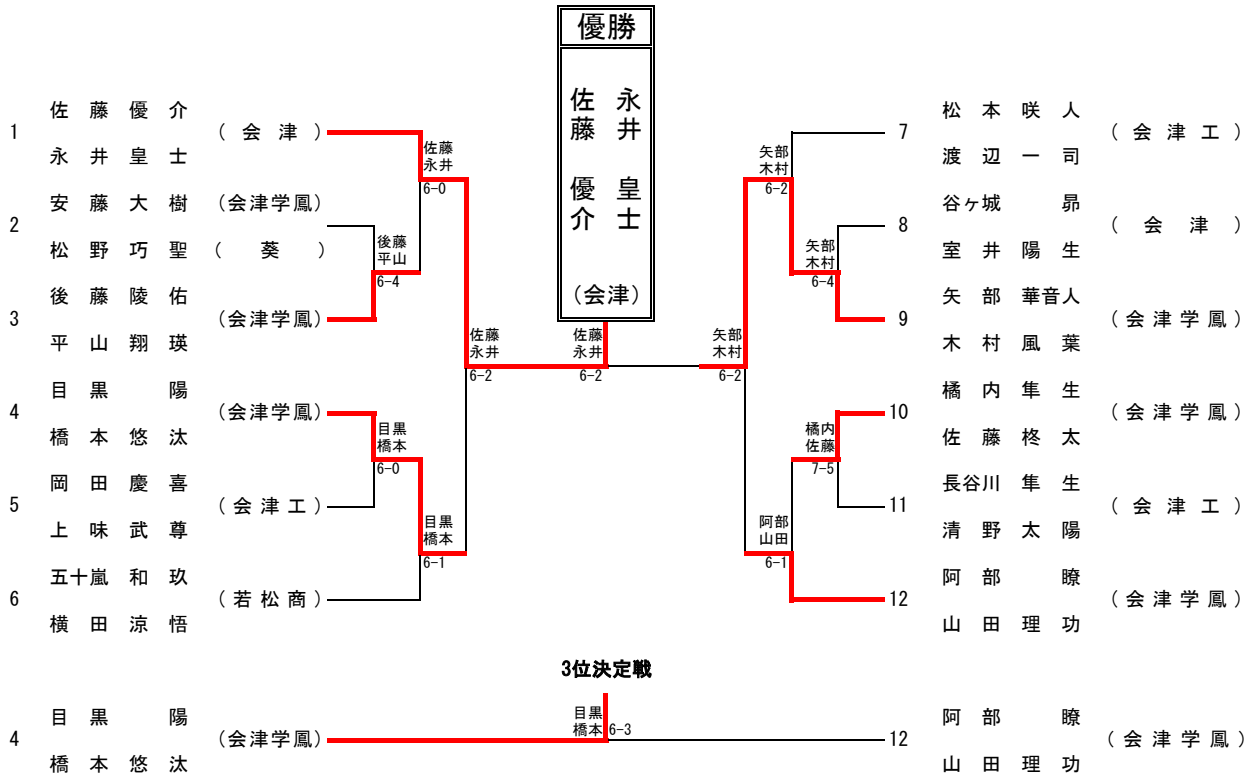 優勝
佐藤 優介
永井 皇士
(会津)
1 佐藤優介 (会津)
永井皇士
2 安藤大樹 (会津学鳳)
松野巧聖 (葵)
3 後藤陵佑 (会津学鳳)
平山翔瑛
4 目黒陽 (会津学鳳)
橋本悠汰
5 岡田慶喜 (会津工)
上味武尊
6 五十嵐和玖 (若松商)
横田涼悟
佐藤
永井
6-0
後藤
平山
6-4
佐藤
永井
6-2
目黒
橋本
6-0
目黒
橋本
6-1
佐藤
永井
6-2
矢部
木村
6-2
矢部
木村
6-2
矢部
木村
6-4
橘内
佐藤
7-5
阿部
山田
6-1
7 松本咲人 (会津工)
渡辺一司
8 谷ヶ城昴 (会津)
室井陽生
9 矢部華音人 (会津学鳳)
木村風葉
10 橘内隼生 (会津学鳳)
佐藤柊太
11 長谷川隼生 (会津工)
清野太陽
12 阿部瞭 (会津学鳳)
山田理功
3位決定戦
4 目黒陽 (会津学鳳)
橋本悠汰
目黒
橋本 6-3
12 阿部瞭 (会津学鳳)
山田理功